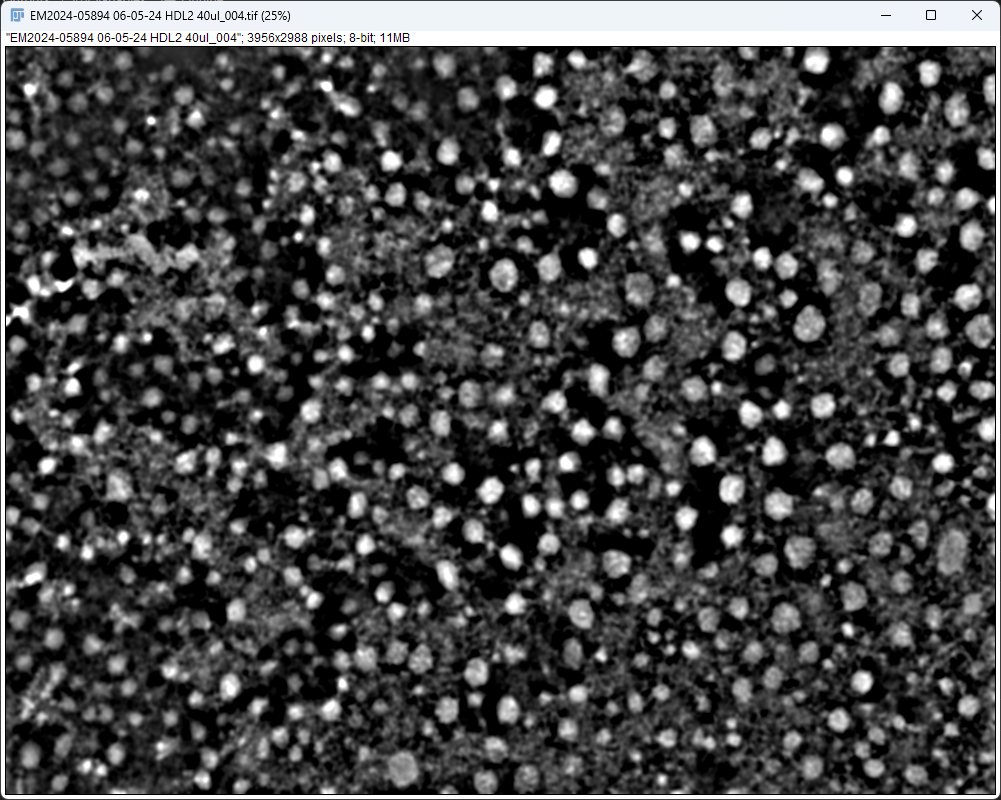 EM2024-05894 06-05-24 HDL2 40ul_004.tif (25%)
"EM2024-05894 06-05-24 HDL2 40ul_004"; 3956x2988 pixels; 8-bit; 11MB